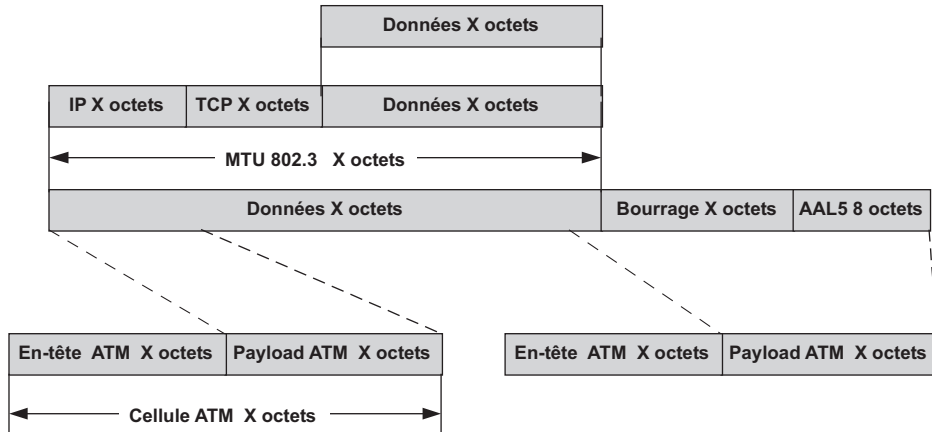 Données X octets
IP X octets TCP X octets Données X octets
MTU 802.3 X octets
Données X octets Bourrage X octets AAL5 8 octets
En-tête ATM X octets Payload ATM X octets En-tête ATM X octets Payload ATM X octets
Cellule ATM X octets